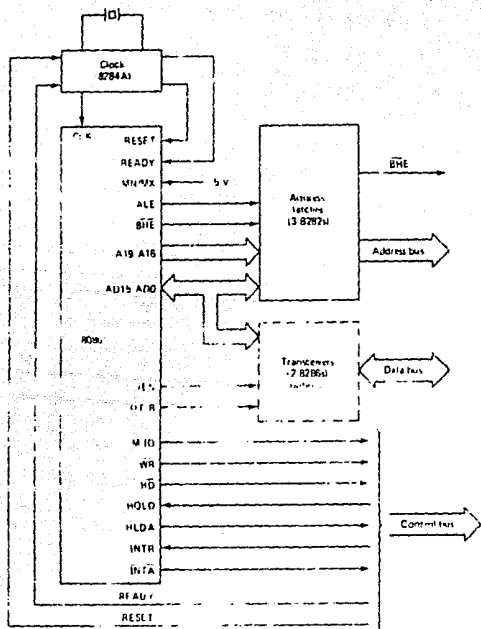 Clock
8284A
CLK
RESET
READY
MN/MX
5 V
ALE
BHE
A19 A16
AD15 AD0
8086
Address
latches
(3 8282s)
BHE
Address bus
Transceivers
(2 8286s)
Data bus
M IO
WR
RD
HOLD
HLDA
INTR
INTA
Control bus
READY
RESET